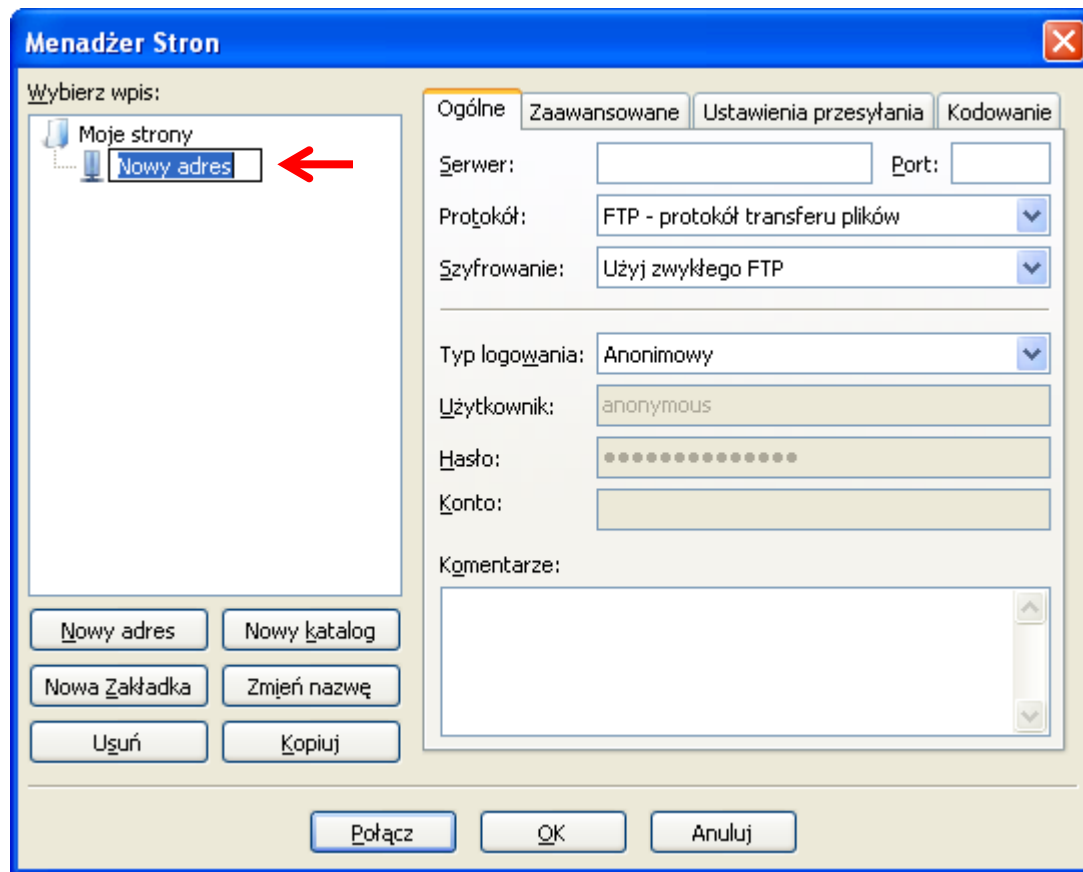 Menadżer Stron
Wybierz wpis:
Moje strony
Nowy adres
Nowy adres Nowy katalog
Nowa Zakładka Zmień nazwę
Usuń Kopiuj
Ogólne Zaawansowane Ustawienia przesyłania Kodowanie
Serwer: Port:
Protokół: FTP - protokół transferu plików
Szyfrowanie: Użyj zwykłego FTP
Typ logowania: Anonimowy
Użytkownik: anonymous
Hasło: ●●●●●●●●●●●●●●
Konto:
Komentarze:
Połącz OK Anuluj